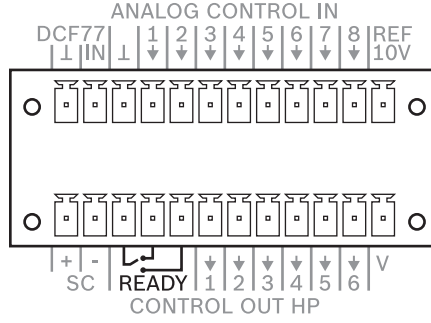 ANALOG CONTROL IN
DCF77 1 2 3 4 5 6 7 8 REF
⊥ IN ⊥ 10V
+ - 1 2 3 4 5 6 V
SC READY
CONTROL OUT HP